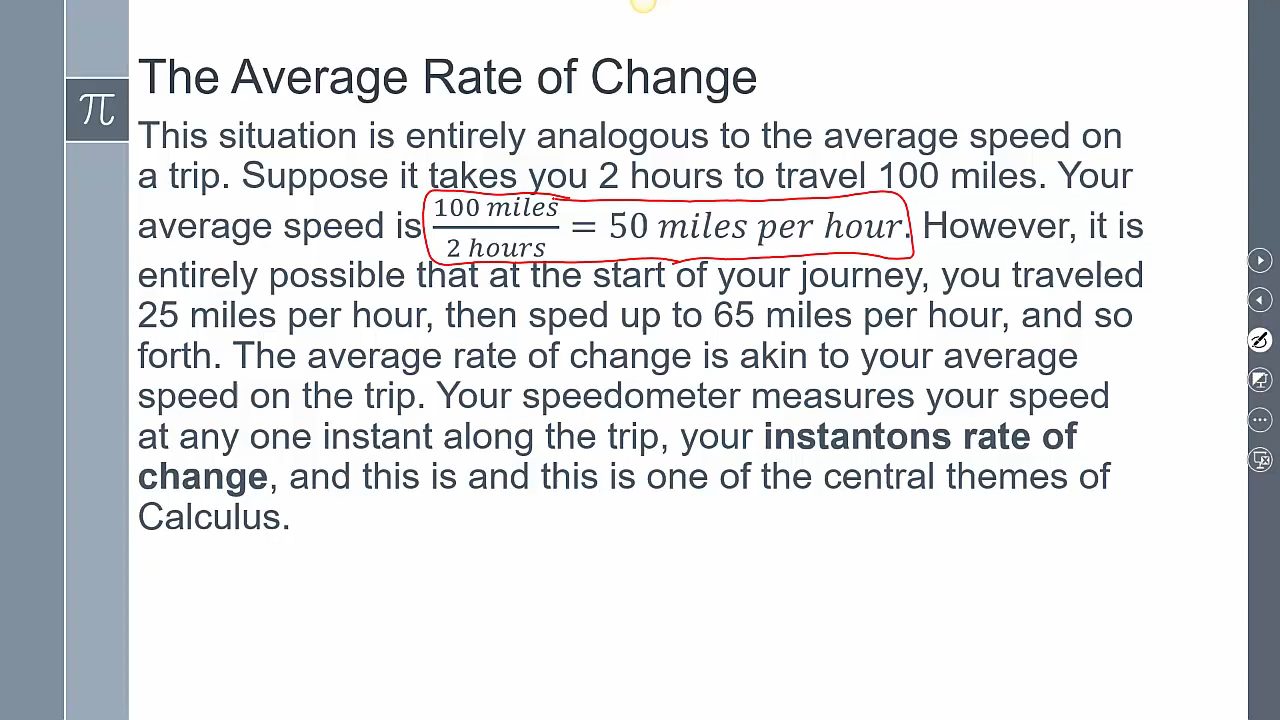 π
The Average Rate of Change
This situation is entirely analogous to the average speed on
a trip. Suppose it takes you 2 hours to travel 100 miles. Your
average speed is 100 miles / 2 hours = 50 miles per hour. However, it is
entirely possible that at the start of your journey, you traveled
25 miles per hour, then sped up to 65 miles per hour, and so
forth. The average rate of change is akin to your average
speed on the trip. Your speedometer measures your speed
at any one instant along the trip, your instantons rate of
change, and this is and this is one of the central themes of
Calculus.